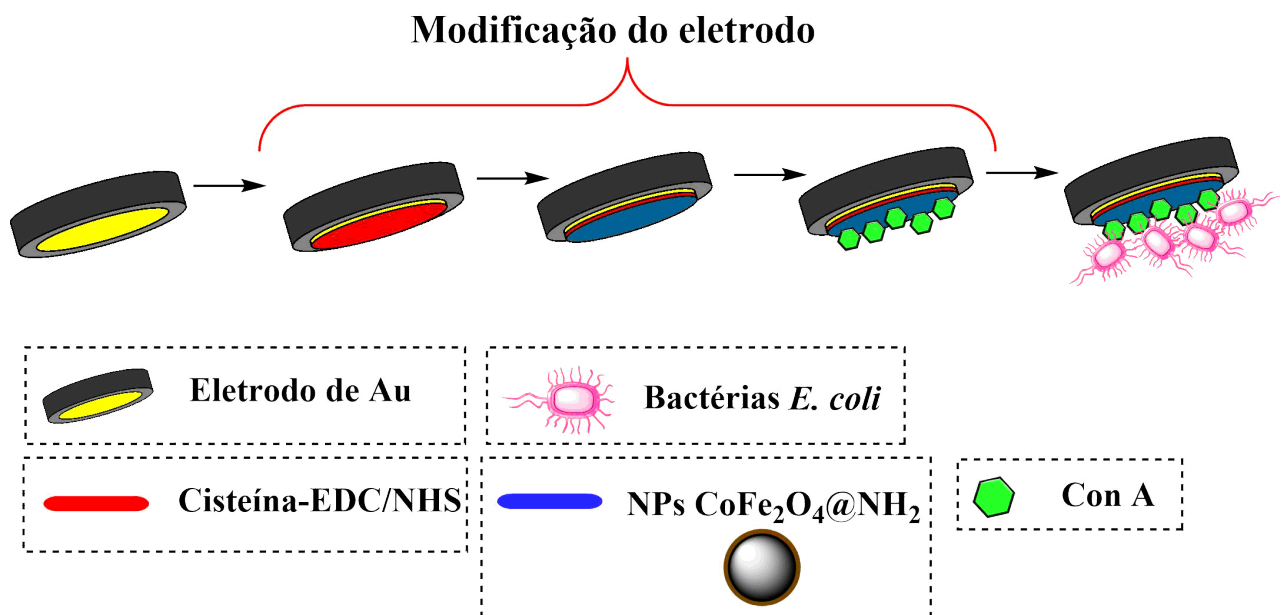 Modificação do eletrodo
Eletrodo de Au
Bactérias E. coli
Cisteína-EDC/NHS
NPs CoFe₂O₄@NH₂
Con A